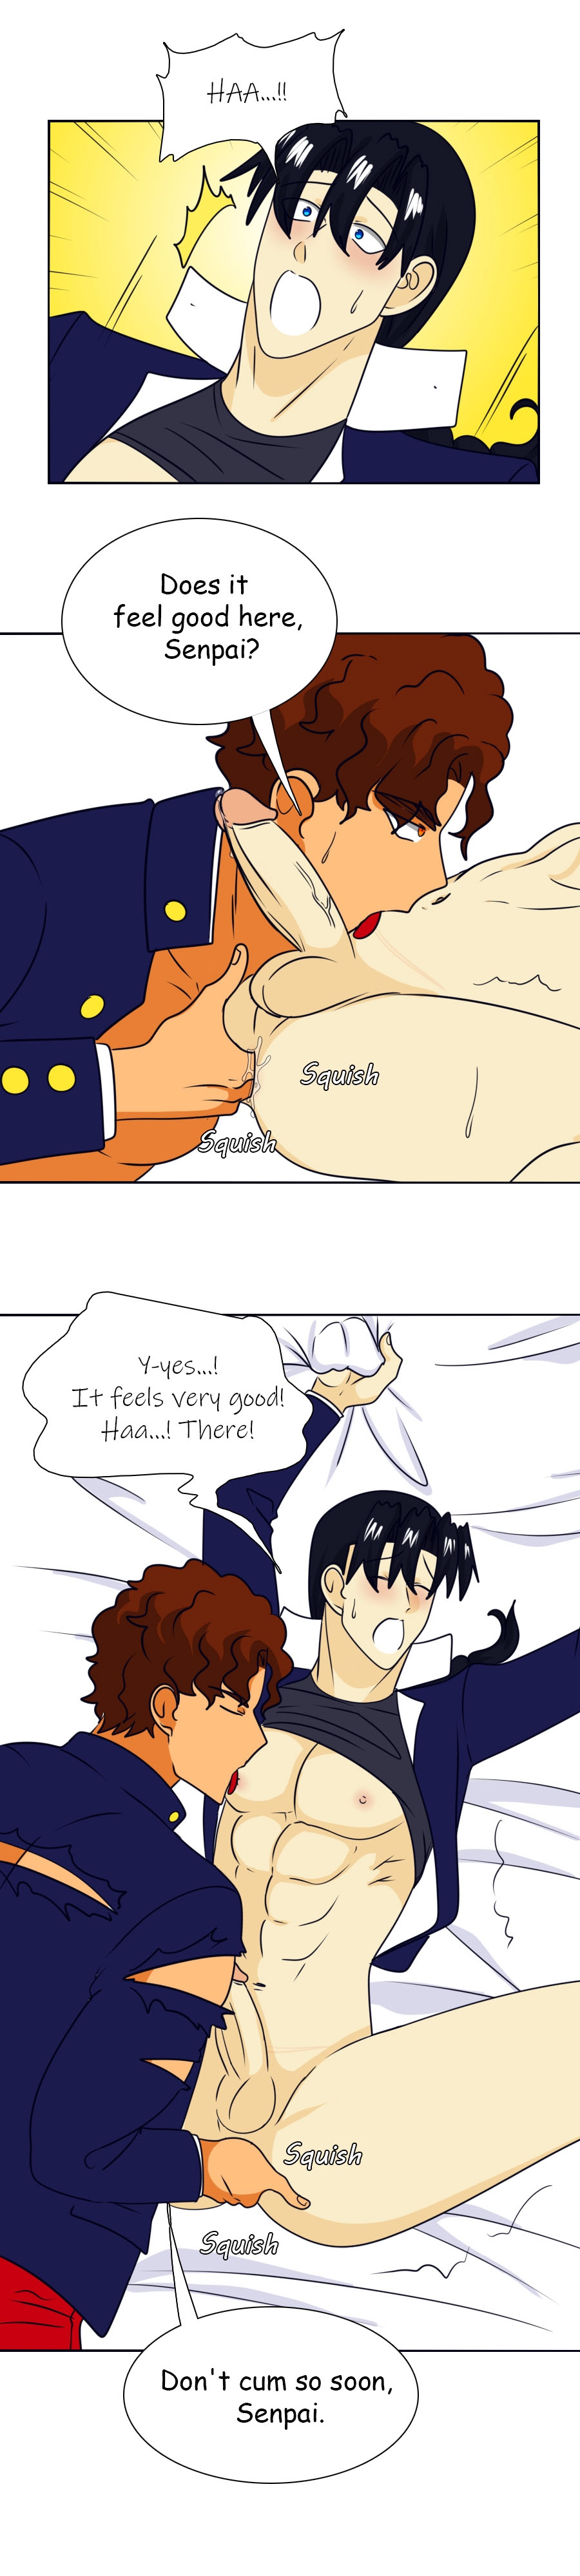 HAA...!!
Does it
feel good here,
Senpai?
Squish
Squish
Y-yes...!
It feels very good!
Haa...! There!
Squish
Squish
Don't cum so soon,
Senpai.